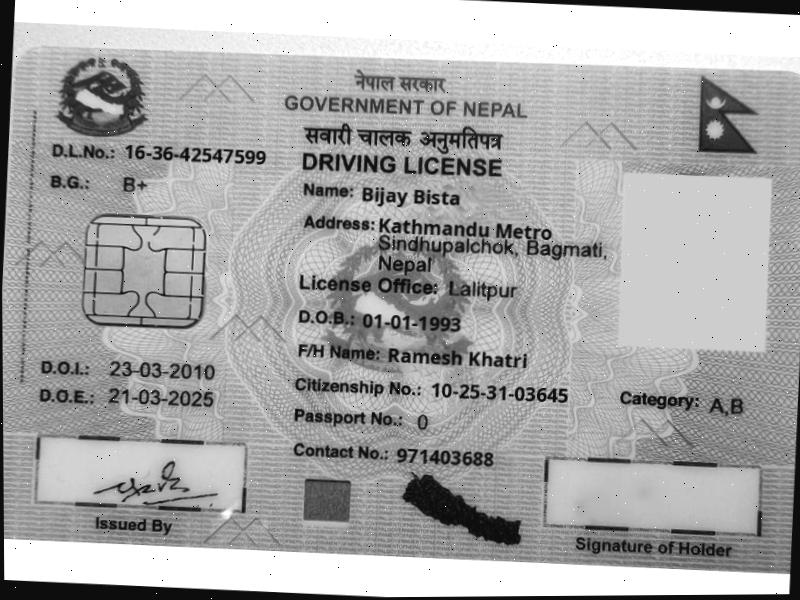 नेपाल सरकार
GOVERNMENT OF NEPAL
सवारी चालक अनुमतिपत्र
DRIVING LICENSE
D.L.No.: 16-36-42547599
B.G.: B+
Name: Bijay Bista
Address: Kathmandu Metro
Sindhupalchok, Bagmati,
Nepal
License Office: Lalitpur
D.O.B.: 01-01-1993
F/H Name: Ramesh Khatri
D.O.I.: 23-03-2010
D.O.E.: 21-03-2025
Citizenship No.: 10-25-31-03645
Category: A,B
Passport No.: 0
Contact No.: 971403688
Issued By
Signature of Holder